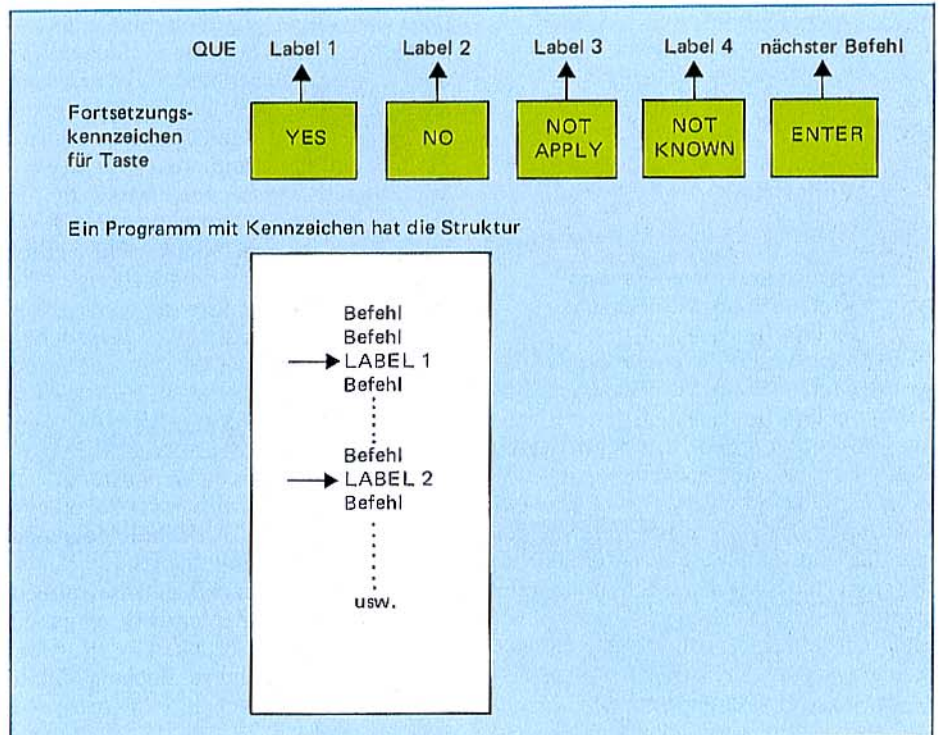 QUE Label 1 Label 2 Label 3 Label 4 nächster Befehl
Fortsetzungs-
kennzeichen
für Taste
YES
NO
NOT
APPLY
NOT
KNOWN
ENTER
Ein Programm mit Kennzeichen hat die Struktur
Befehl
Befehl
LABEL 1
Befehl
Befehl
LABEL 2
Befehl
usw.